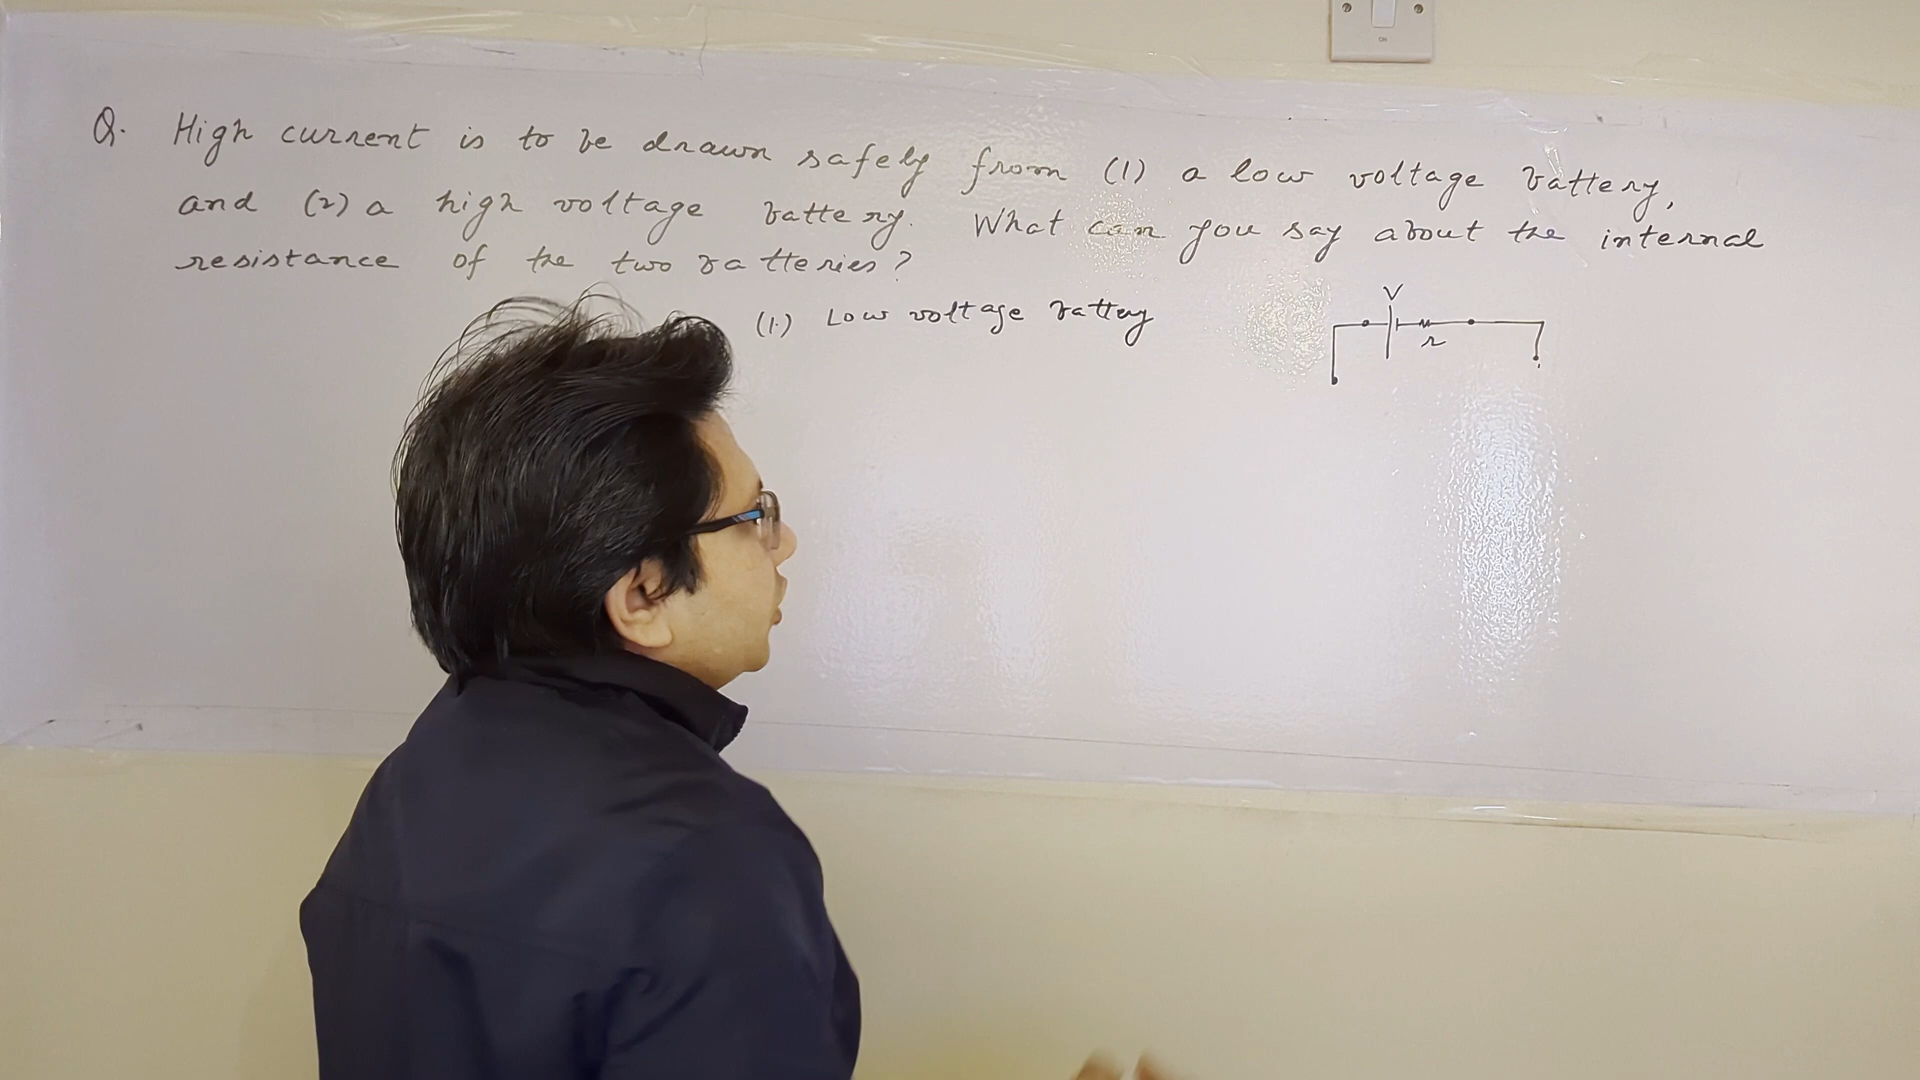 Q. High current is to be drawn safely from (1) a low voltage battery,
and (2) a high voltage battery. What can you say about the internal
resistance of the two batteries?
(1.) Low voltage battery
V
r
ON